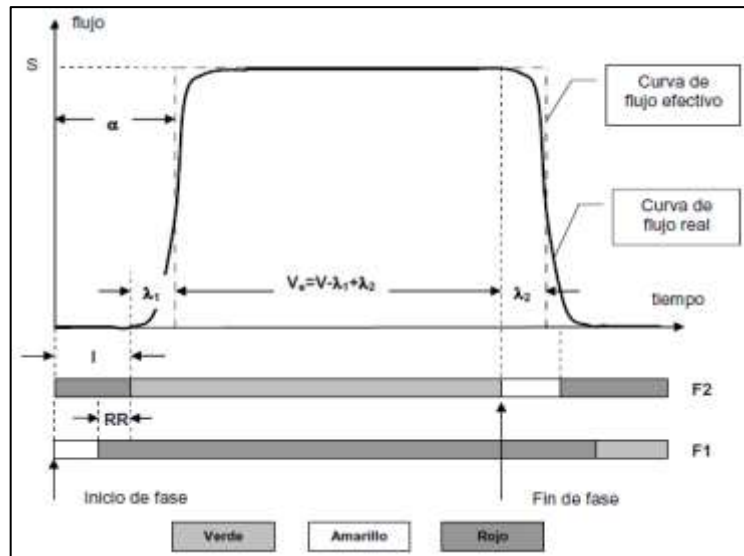 flujo
S
α
Curva de
flujo efectivo
Curva de
flujo real
λ₁
Vₑ=V-λ₁+λ₂
λ₂
tiempo
I
F2
RR
F1
Inicio de fase
Fin de fase
Verde
Amarillo
Rojo